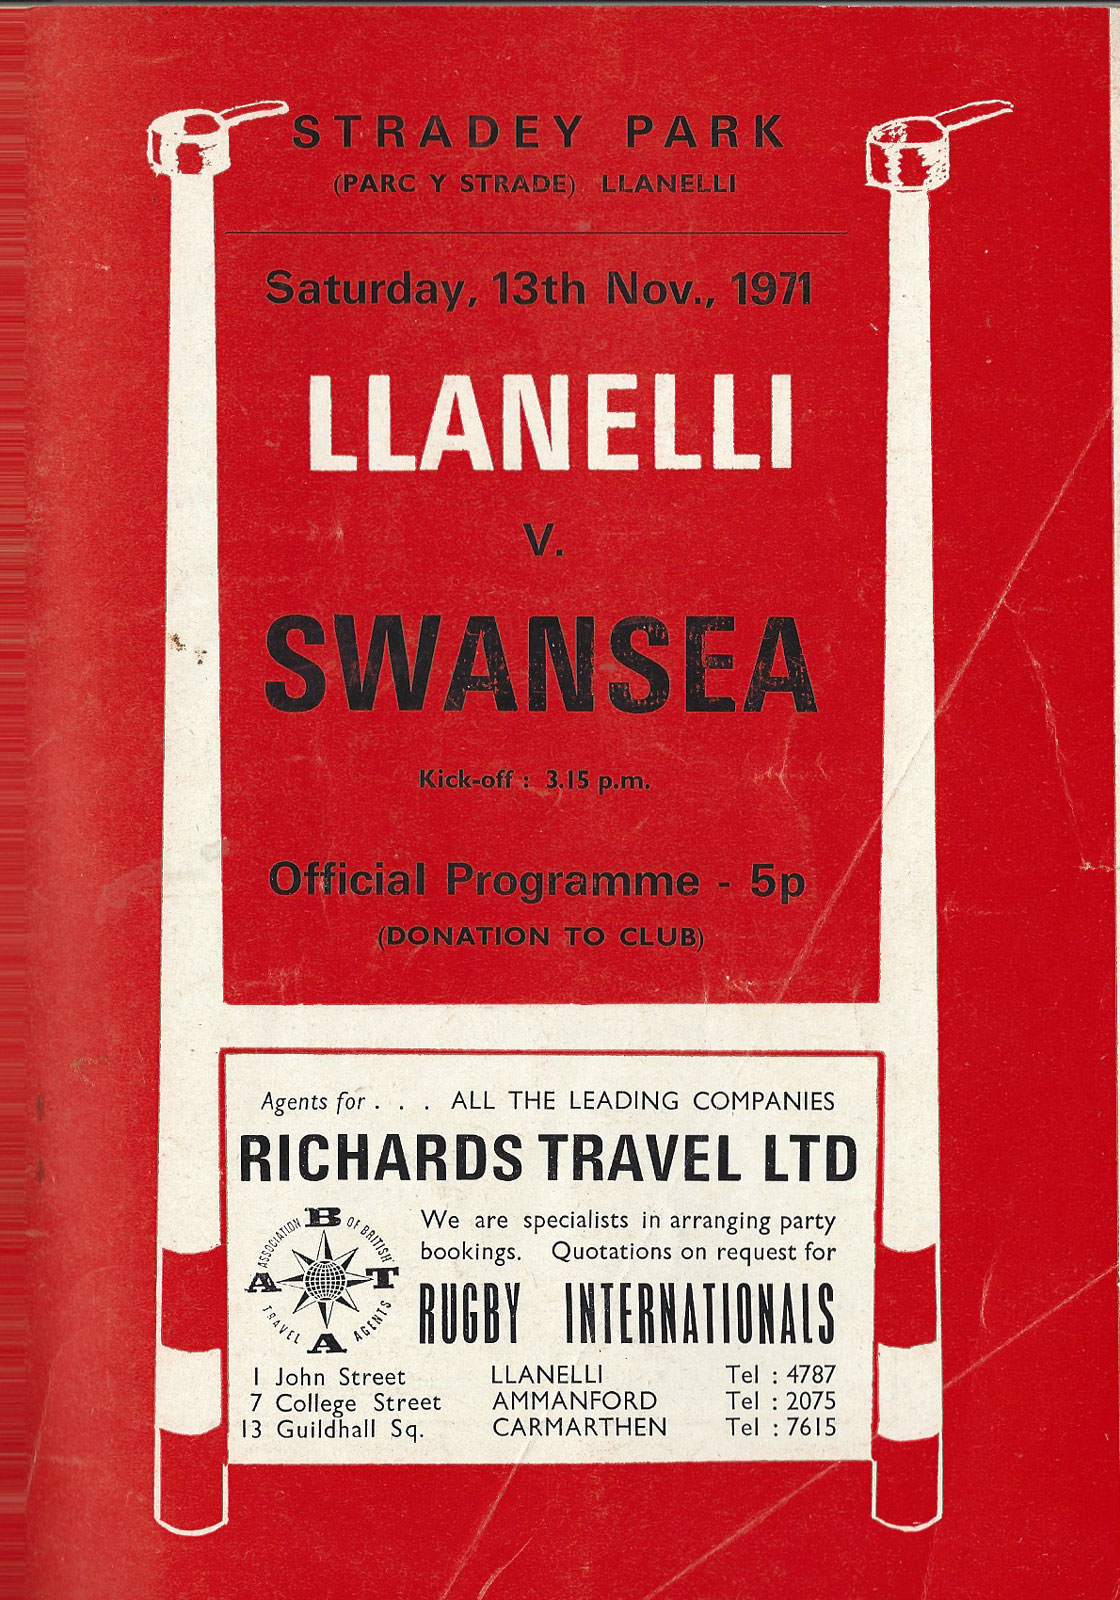 STRADEY PARK
(PARC Y STRADE) LLANELLI
Saturday, 13th Nov., 1971
LLANELLI
v.
SWANSEA
Kick-off : 3.15 p.m.
Official Programme - 5p
(DONATION TO CLUB)
Agents for . . . ALL THE LEADING COMPANIES
RICHARDS TRAVEL LTD
ASSOCIATION OF BRITISH TRAVEL AGENTS
A B T A
We are specialists in arranging party
bookings. Quotations on request for
RUGBY INTERNATIONALS
1 John Street LLANELLI Tel : 4787
7 College Street AMMANFORD Tel : 2075
13 Guildhall Sq. CARMARTHEN Tel : 7615